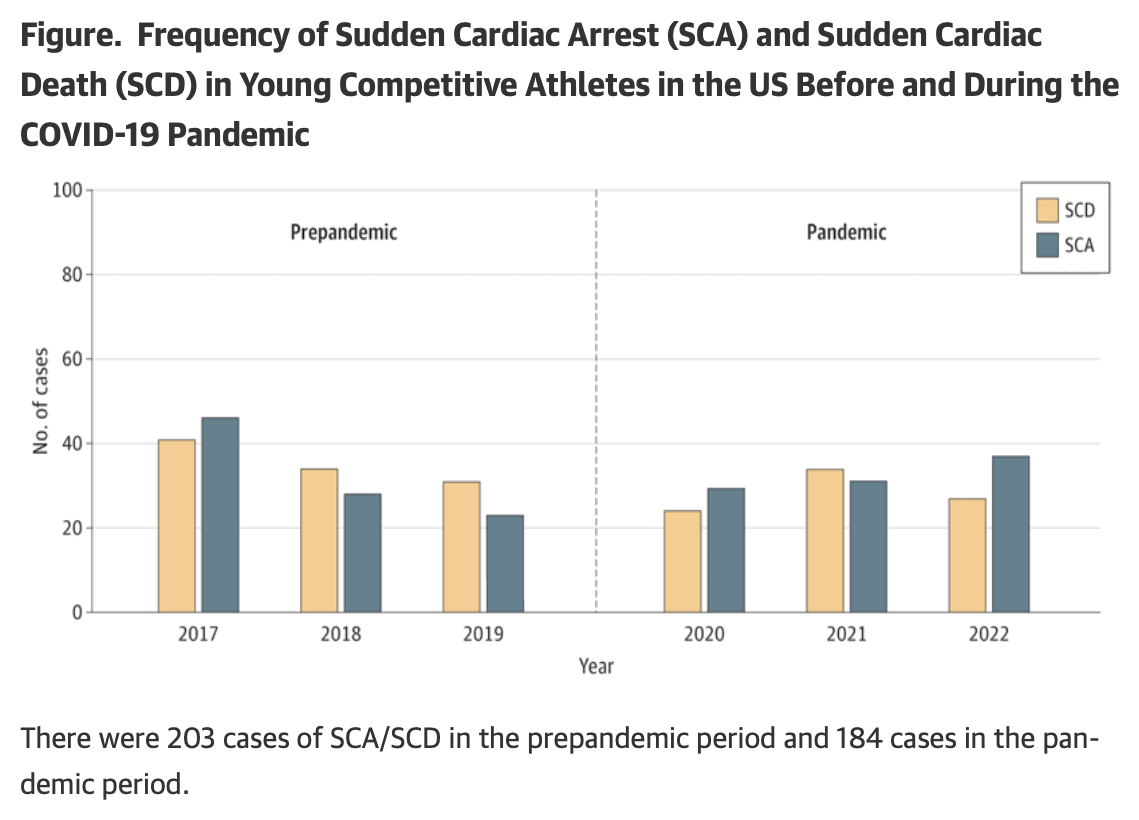 Figure.  Frequency of Sudden Cardiac Arrest (SCA) and Sudden Cardiac
Death (SCD) in Young Competitive Athletes in the US Before and During the
COVID-19 Pandemic
100
80
60
40
20
0
No. of cases
Prepandemic
Pandemic
SCD
SCA
2017
2018
2019
2020
2021
2022
Year
There were 203 cases of SCA/SCD in the prepandemic period and 184 cases in the pan-
demic period.